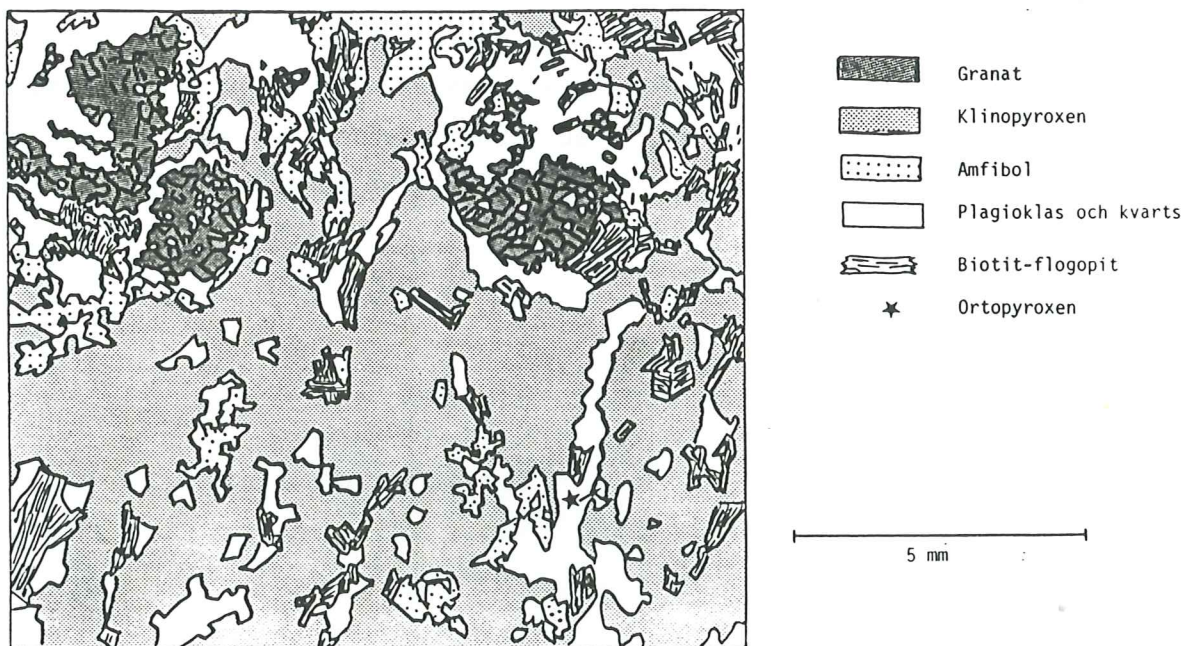 Granat
Klinopyroxen
Amfibol
Plagioklas och kvarts
Biotit-flogopit
Ortopyroxen
5 mm